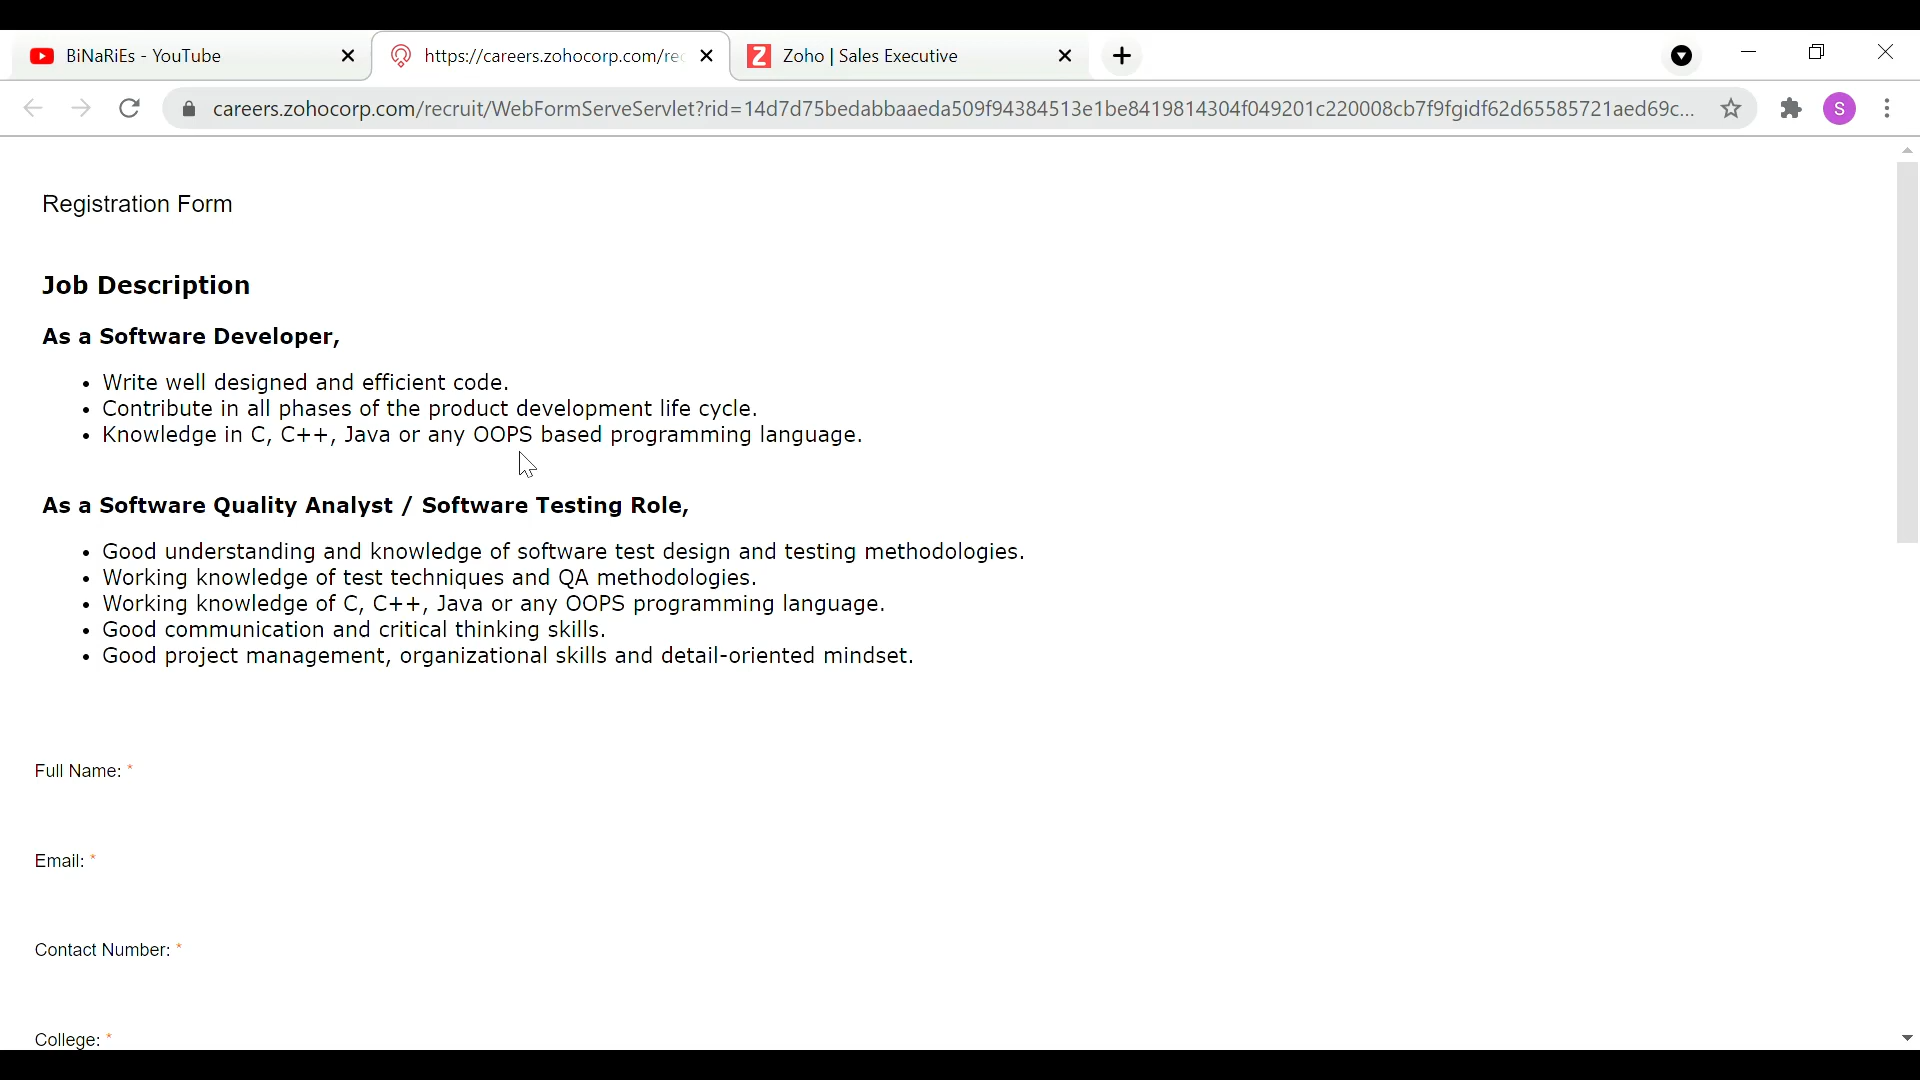 BiNaRiEs - YouTube
https://careers.zohocorp.com/rec
Zoho | Sales Executive
careers.zohocorp.com/recruit/WebFormServeServlet?rid=14d7d75bedabbaaeda509f94384513e1be8419814304f049201c220008cb7f9fgidf62d65585721aed69c...
S
Registration Form
Job Description
As a Software Developer,
• Write well designed and efficient code.
• Contribute in all phases of the product development life cycle.
• Knowledge in C, C++, Java or any OOPS based programming language.
As a Software Quality Analyst / Software Testing Role,
• Good understanding and knowledge of software test design and testing methodologies.
• Working knowledge of test techniques and QA methodologies.
• Working knowledge of C, C++, Java or any OOPS programming language.
• Good communication and critical thinking skills.
• Good project management, organizational skills and detail-oriented mindset.
Full Name: *
Email: *
Contact Number: *
College: *